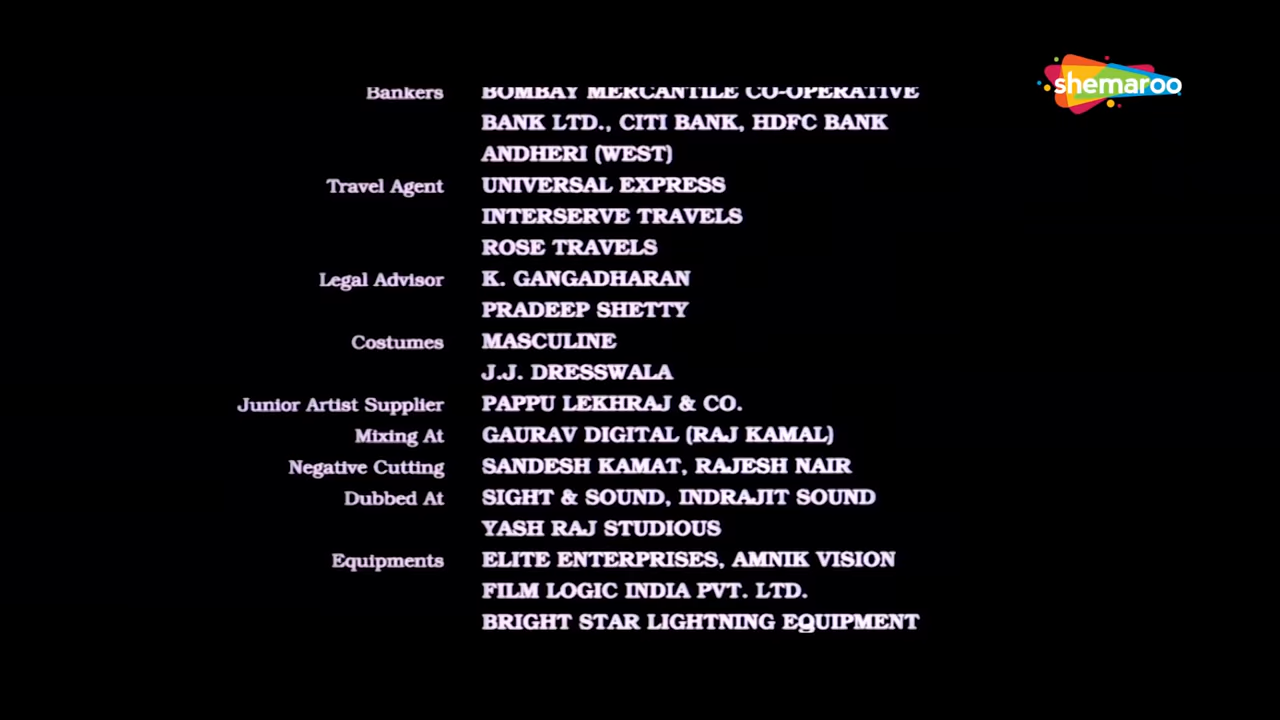 shemaroo
Bankers BOMBAY MERCANTILE CO-OPERATIVE
BANK LTD., CITI BANK, HDFC BANK
ANDHERI (WEST)
Travel Agent UNIVERSAL EXPRESS
INTERSERVE TRAVELS
ROSE TRAVELS
Legal Advisor K. GANGADHARAN
PRADEEP SHETTY
Costumes MASCULINE
J.J. DRESSWALA
Junior Artist Supplier PAPPU LEKHRAJ & CO.
Mixing At GAURAV DIGITAL (RAJ KAMAL)
Negative Cutting SANDESH KAMAT, RAJESH NAIR
Dubbed At SIGHT & SOUND, INDRAJIT SOUND
YASH RAJ STUDIOUS
Equipments ELITE ENTERPRISES, AMNIK VISION
FILM LOGIC INDIA PVT. LTD.
BRIGHT STAR LIGHTNING EQUIPMENT